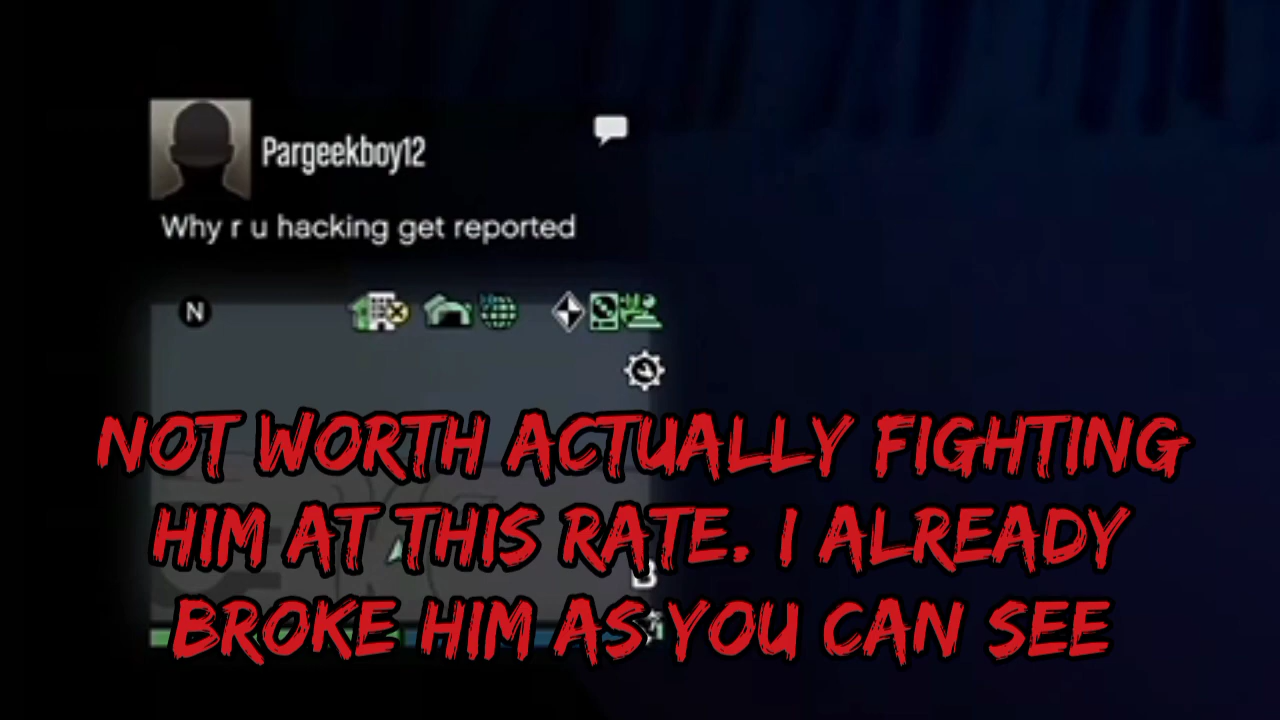 Pargeekboy12
Why r u hacking get reported
N
NOT WORTH ACTUALLY FIGHTING
HIM AT THIS RATE. I ALREADY
B
BROKE HIM AS YOU CAN SEE